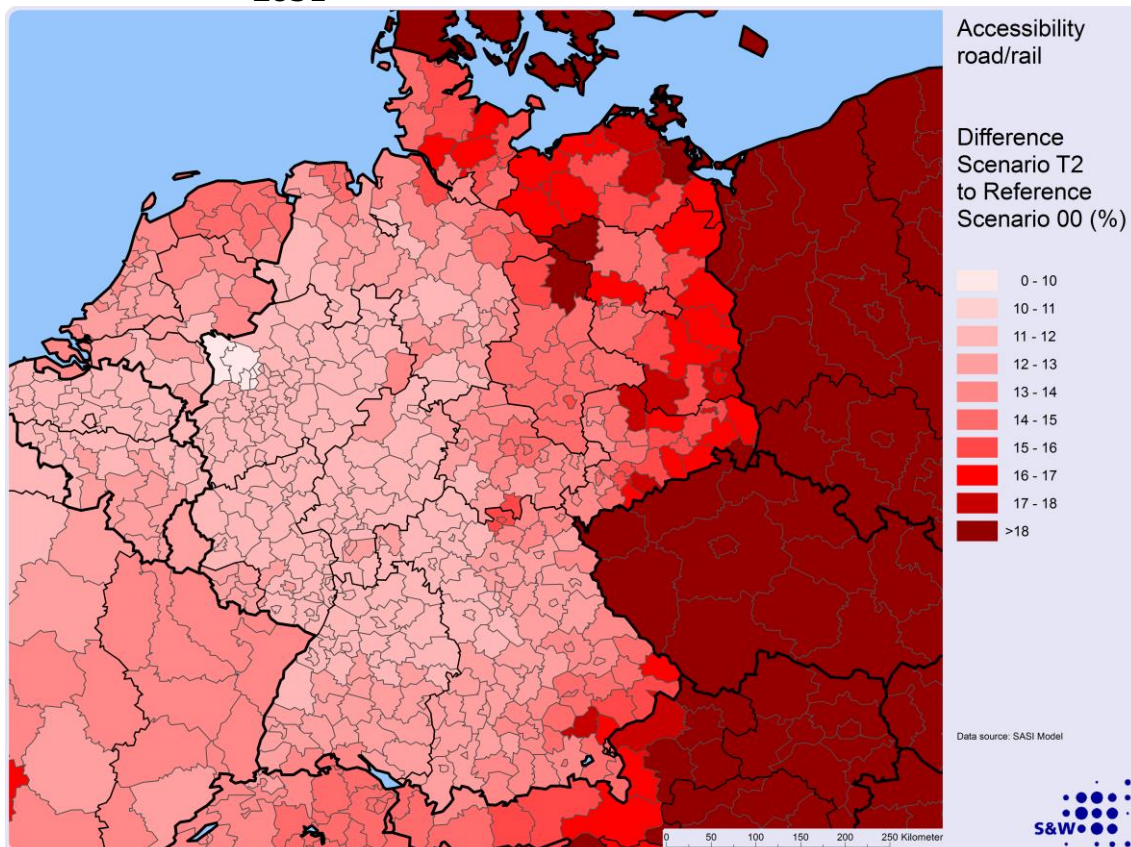 Accessibility
road/rail
Difference
Scenario T2
to Reference
Scenario 00 (%)
0 - 10
10 - 11
11 - 12
12 - 13
13 - 14
14 - 15
15 - 16
16 - 17
17 - 18
>18
Data source: SASI Model
S&W
0 50 100 150 200 250 Kilometer